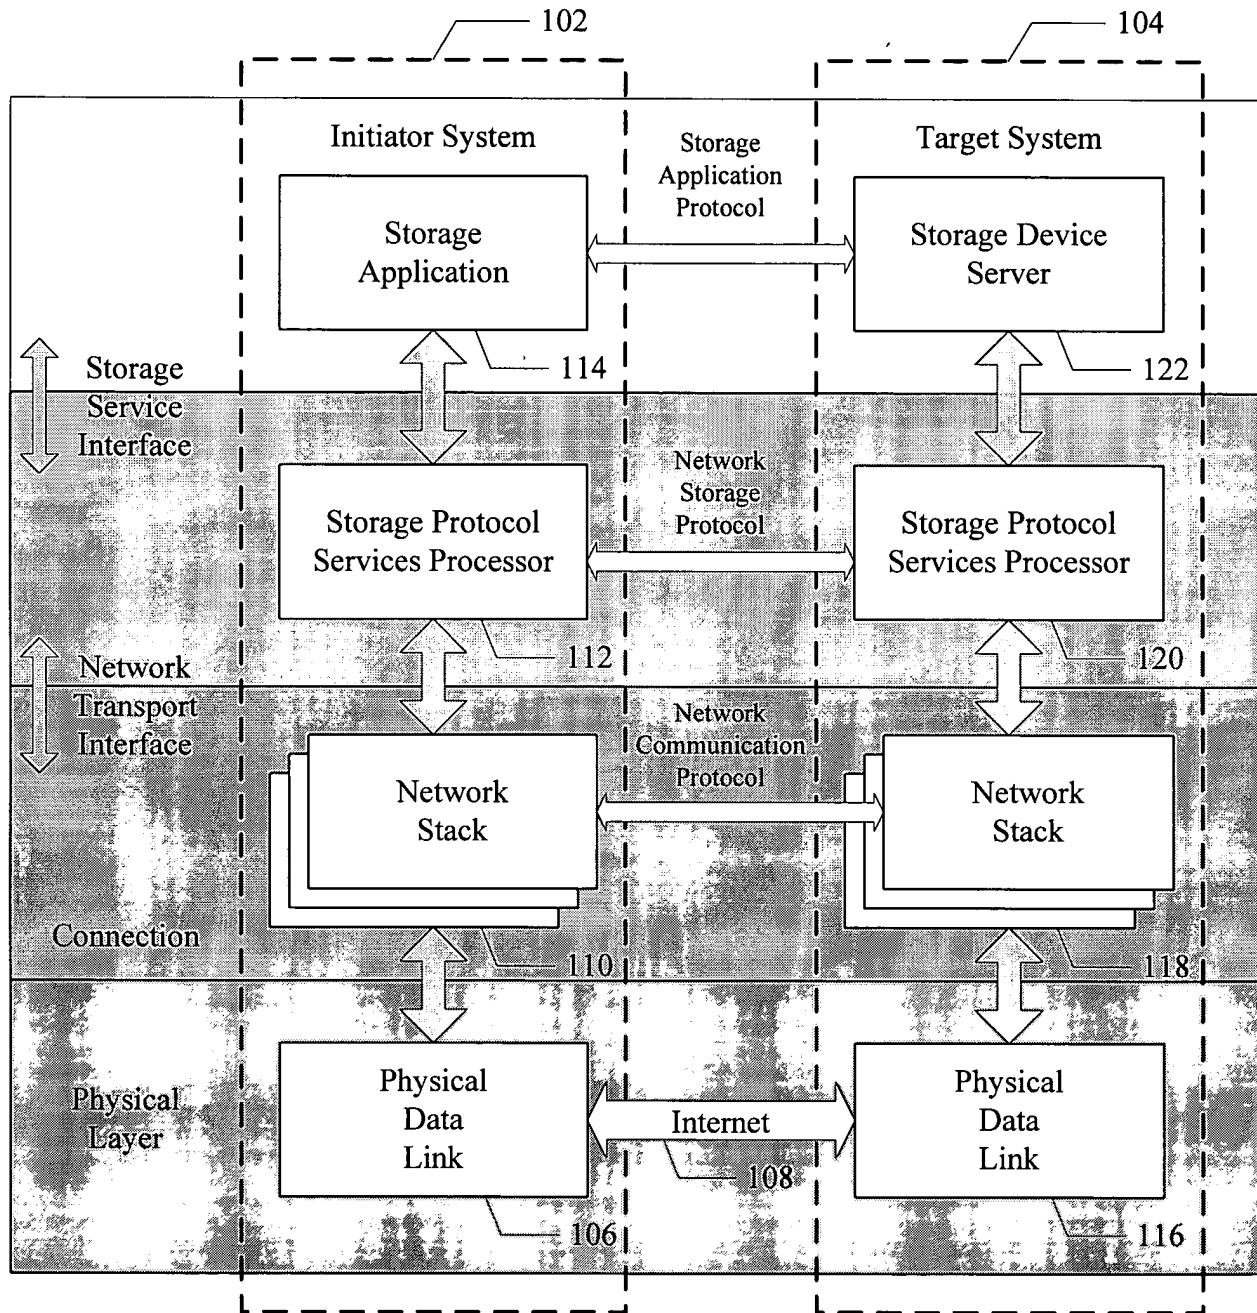 102
104
Initiator System
Storage
Application
Protocol
Target System
Storage
Application
Storage Device
Server
114
122
Storage
Service
Interface
Network
Storage
Protocol
Storage Protocol
Services Processor
Storage Protocol
Services Processor
112
120
Network
Transport
Interface
Network
Communication
Protocol
Network
Stack
Network
Stack
Connection
110
118
Physical
Layer
Physical
Data
Link
Internet
Physical
Data
Link
108
106
116